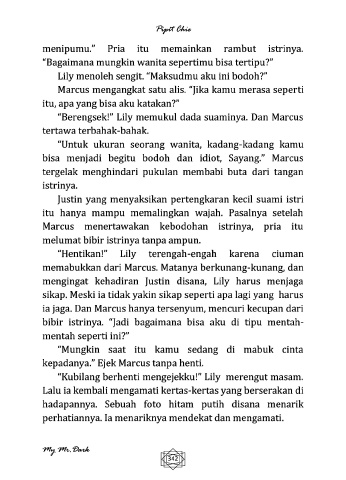 Pipit Chie
menipumu.” Pria itu memainkan rambut istrinya.
“Bagaimana mungkin wanita sepertimu bisa tertipu?”
Lily menoleh sengit. “Maksudmu aku ini bodoh?”
Marcus mengangkat satu alis. “Jika kamu merasa seperti
itu, apa yang bisa aku katakan?”
“Berengsek!” Lily memukul dada suaminya. Dan Marcus
tertawa terbahak-bahak.
“Untuk ukuran seorang wanita, kadang-kadang kamu
bisa menjadi begitu bodoh dan idiot, Sayang.” Marcus
tergelak menghindari pukulan membabi buta dari tangan
istrinya.
Justin yang menyaksikan pertengkaran kecil suami istri
itu hanya mampu memalingkan wajah. Pasalnya setelah
Marcus menertawakan kebodohan istrinya, pria itu
melumat bibir istrinya tanpa ampun.
“Hentikan!” Lily terengah-engah karena ciuman
memabukkan dari Marcus. Matanya berkunang-kunang, dan
mengingat kehadiran Justin disana, Lily harus menjaga
sikap. Meski ia tidak yakin sikap seperti apa lagi yang harus
ia jaga. Dan Marcus hanya tersenyum, mencuri kecupan dari
bibir istrinya. “Jadi bagaimana bisa aku di tipu mentah-
mentah seperti ini?”
“Mungkin saat itu kamu sedang di mabuk cinta
kepadanya.” Ejek Marcus tanpa henti.
“Kubilang berhenti mengejekku!” Lily merengut masam.
Lalu ia kembali mengamati kertas-kertas yang berserakan di
hadapannya. Sebuah foto hitam putih disana menarik
perhatiannya. Ia menariknya mendekat dan mengamati.
My Mr. Dark
342